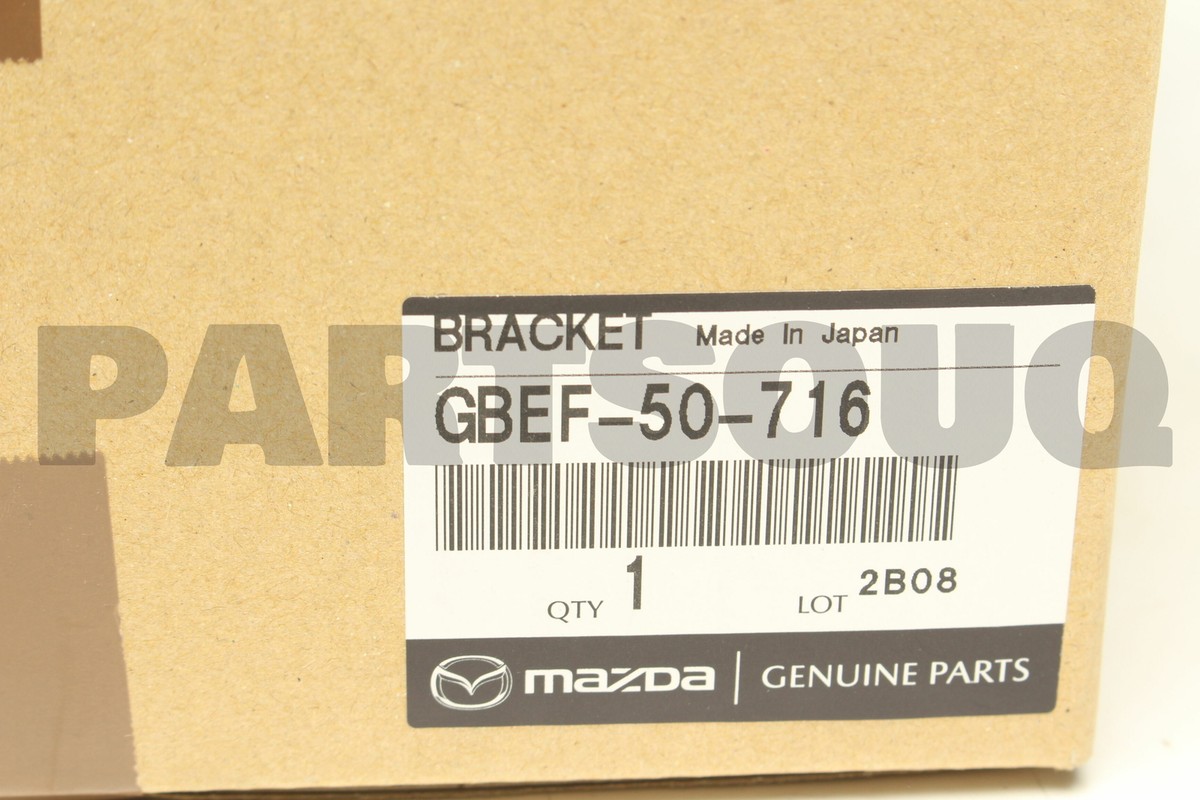 BRACKET Made In Japan
GBEF-50-716
PARTSOUQ
QTY 1 LOT 2B08
mazda GENUINE PARTS